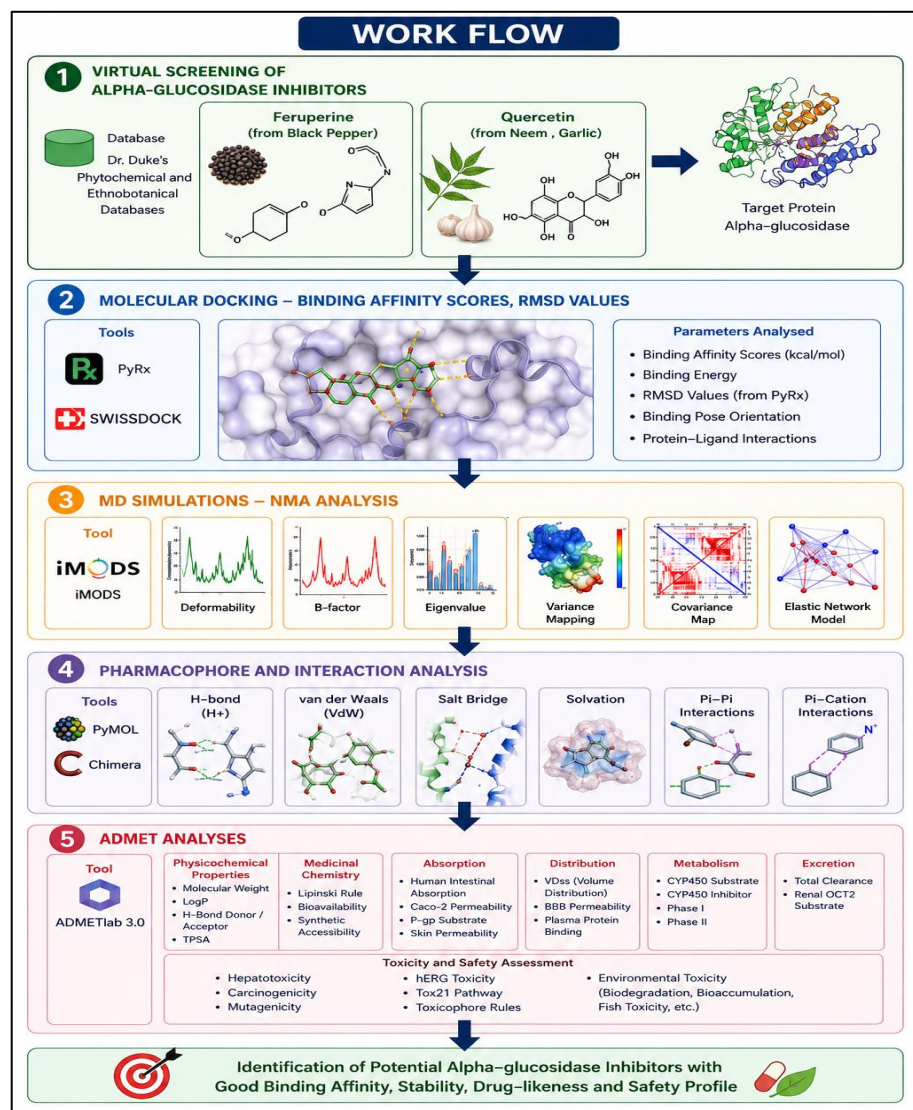 WORK FLOW
1
VIRTUAL SCREENING OF
ALPHA-GLUCOSIDASE INHIBITORS
Database
Dr. Duke's
Phytochemical and
Ethnobotanical
Databases
Feruperine
(from Black Pepper)
O
N
N
O
O
O
Quercetin
(from Neem , Garlic)
OH
OH
OH
HO
O
OH
OH
O
Target Protein
Alpha-glucosidase
2
MOLECULAR DOCKING – BINDING AFFINITY SCORES, RMSD VALUES
Tools
Rx
PyRx
SWISSDOCK
Parameters Analysed
• Binding Affinity Scores (kcal/mol)
• Binding Energy
• RMSD Values (from PyRx)
• Binding Pose Orientation
• Protein–Ligand Interactions
3
MD SIMULATIONS – NMA ANALYSIS
Tool
iMODS
iMODS
Deformability
B-factor
Eigenvalue
Variance
Mapping
Covariance
Map
Elastic Network
Model
4
PHARMACOPHORE AND INTERACTION ANALYSIS
Tools
PyMOL
Chimera
H-bond
(H+)
van der Waals
(VdW)
Salt Bridge
Solvation
Pi-Pi
Interactions
Pi-Cation
Interactions
N+
5
ADMET ANALYSES
Tool
ADMETlab 3.0
Physicochemical
Properties
• Molecular Weight
• LogP
• H-Bond Donor /
Acceptor
• TPSA
Medicinal
Chemistry
• Lipinski Rule
• Bioavailability
• Synthetic
Accessibility
Absorption
• Human Intestinal
Absorption
• Caco-2 Permeability
• P-gp Substrate
• Skin Permeability
Distribution
• VDss (Volume
Distribution)
• BBB Permeability
• Plasma Protein
Binding
Metabolism
• CYP450 Substrate
• CYP450 Inhibitor
• Phase I
• Phase II
Excretion
• Total Clearance
• Renal OCT2
Substrate
Toxicity and Safety Assessment
• Hepatotoxicity
• Carcinogenicity
• Mutagenicity
• hERG Toxicity
• Tox21 Pathway
• Toxicophore Rules
• Environmental Toxicity
(Biodegradation, Bioaccumulation,
Fish Toxicity, etc.)
Identification of Potential Alpha-glucosidase Inhibitors with
Good Binding Affinity, Stability, Drug-likeness and Safety Profile